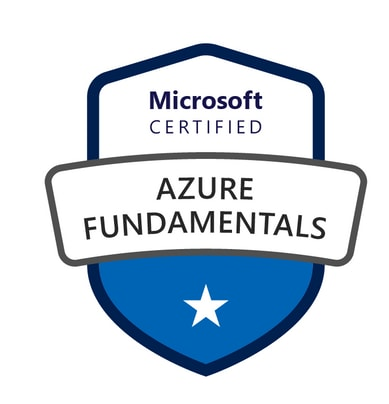 Microsoft
CERTIFIED
AZURE
FUNDAMENTALS